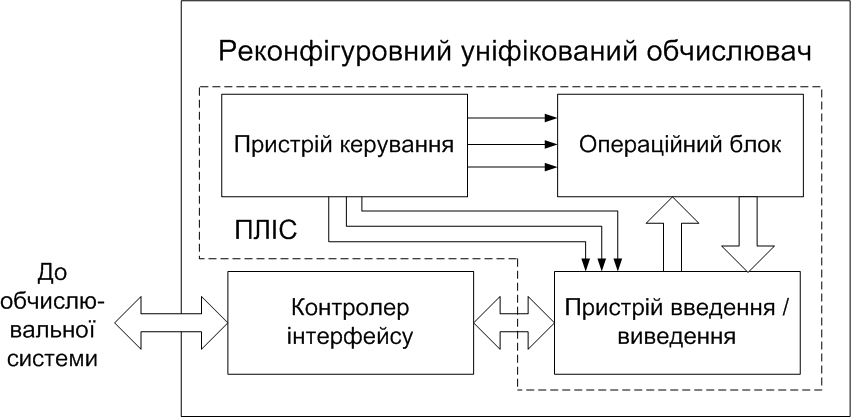 Реконфігуровний уніфікований обчислювач
Пристрій керування
Операційний блок
ПЛІС
До
обчислю-
вальної
системи
Контролер
інтерфейсу
Пристрій введення /
виведення